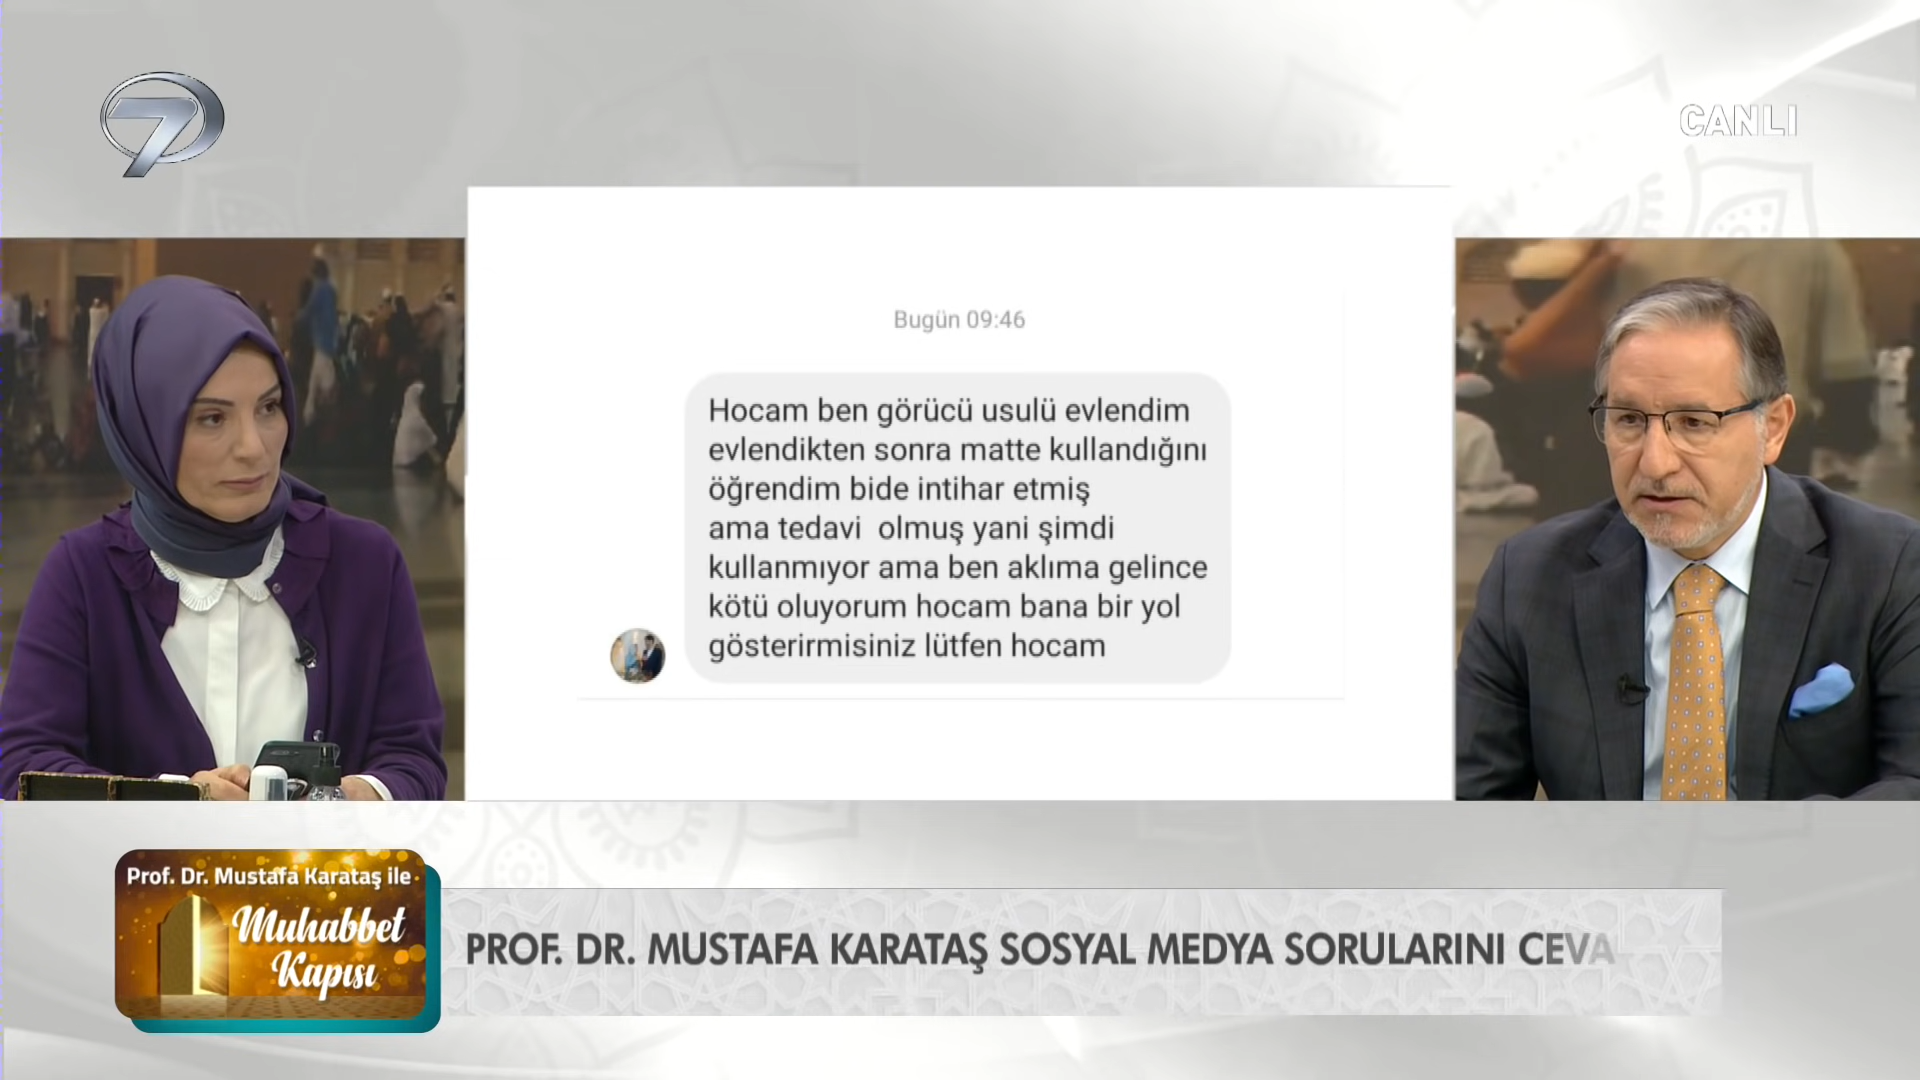 7
CANLI
Bugün 09:46
Hocam ben görücü usulü evlendim
evlendikten sonra matte kullandığını
öğrendim bide intihar etmiş
ama tedavi  olmuş yani şimdi
kullanmıyor ama ben aklıma gelince
kötü oluyorum hocam bana bir yol
gösterirmisiniz lütfen hocam
Prof. Dr. Mustafa Karataş ile
Muhabbet
Kapısı
PROF. DR. MUSTAFA KARATAŞ SOSYAL MEDYA SORULARINI CEVA